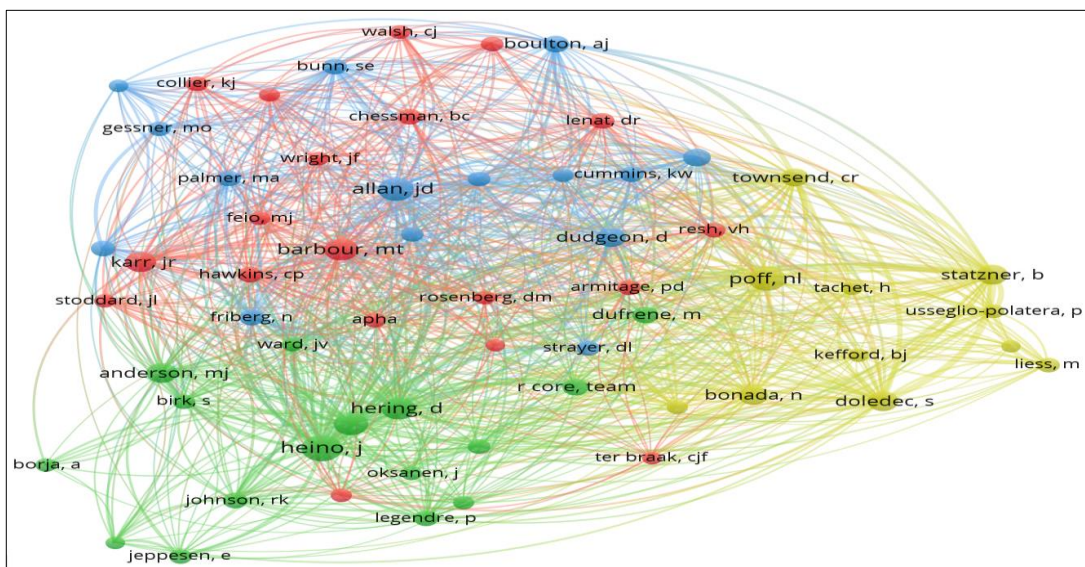 walsh, cj
boulton, aj
bunn, se
collier, kj
chessman, bc
lenat, dr
gessner, mo
wright, jf
palmer, ma
allan, jd
cummins, kw
townsend, cr
feio, mj
resh, vh
dudgeon, d
barbour, mt
karr, jr
hawkins, cp
poff, nl
statzner, b
armitage, pd
tachet, h
stoddard, jl
rosenberg, dm
usseglio-polatera, p
friberg, n
apha
dufrene, m
ward, jv
strayer, dl
kefford, bj
liess, m
anderson, mj
r core, team
birk, s
hering, d
bonada, n
doledec, s
heino, j
ter braak, cjf
borja, a
oksanen, j
johnson, rk
legendre, p
jeppesen, e